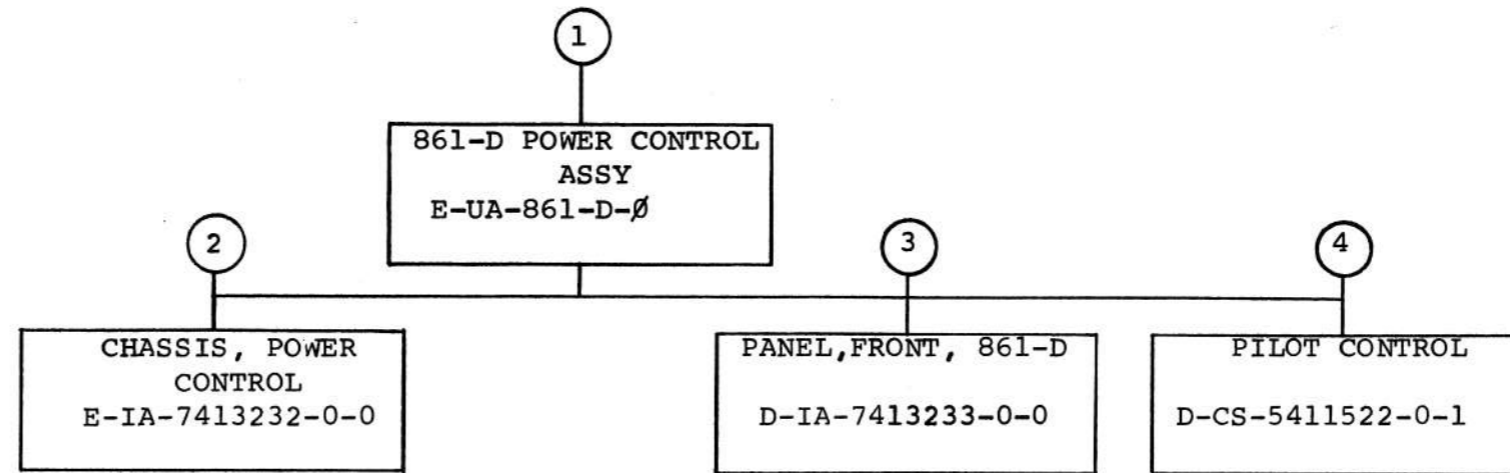 1
861-D POWER CONTROL
ASSY
E-UA-861-D-Ø
2
3
4
CHASSIS, POWER
CONTROL
E-IA-7413232-0-0
PANEL,FRONT, 861-D
D-IA-7413233-0-0
PILOT CONTROL
D-CS-5411522-0-1